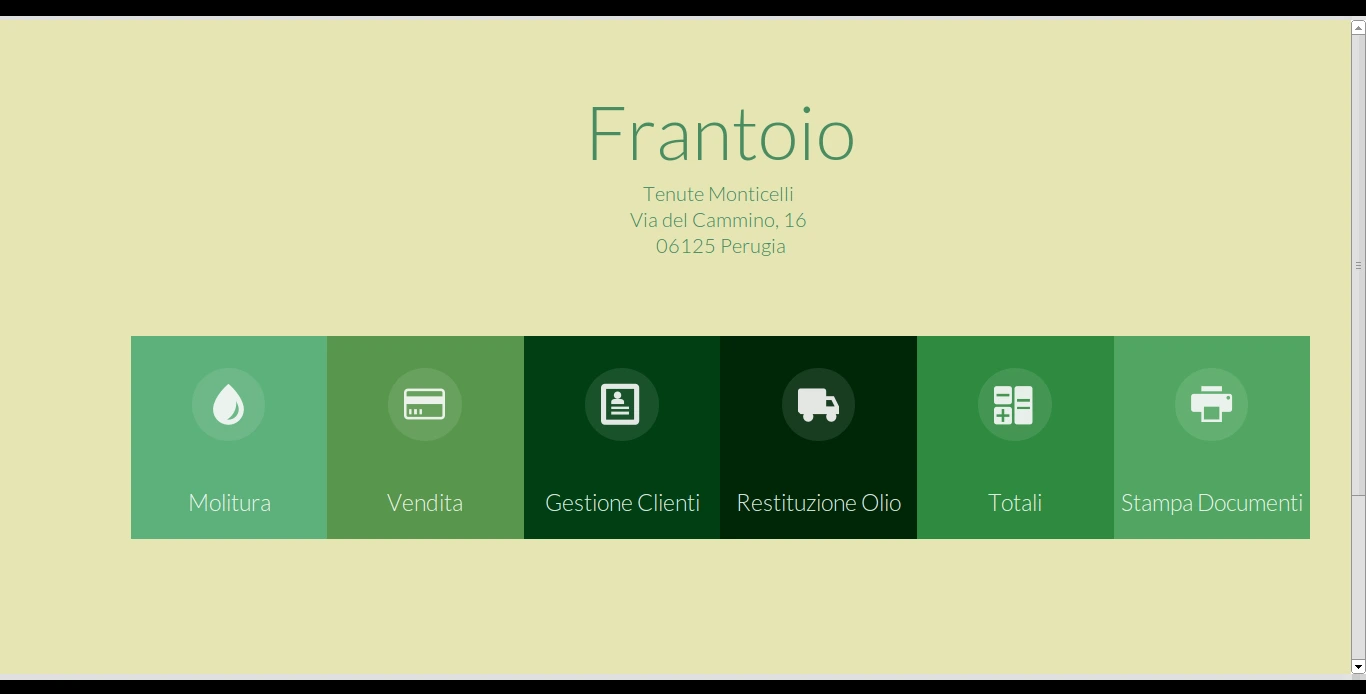 Frantoio
Tenute Monticelli
Via del Cammino, 16
06125 Perugia
Molitura
Vendita
Gestione Clienti
Restituzione Olio
Totali
Stampa Documenti